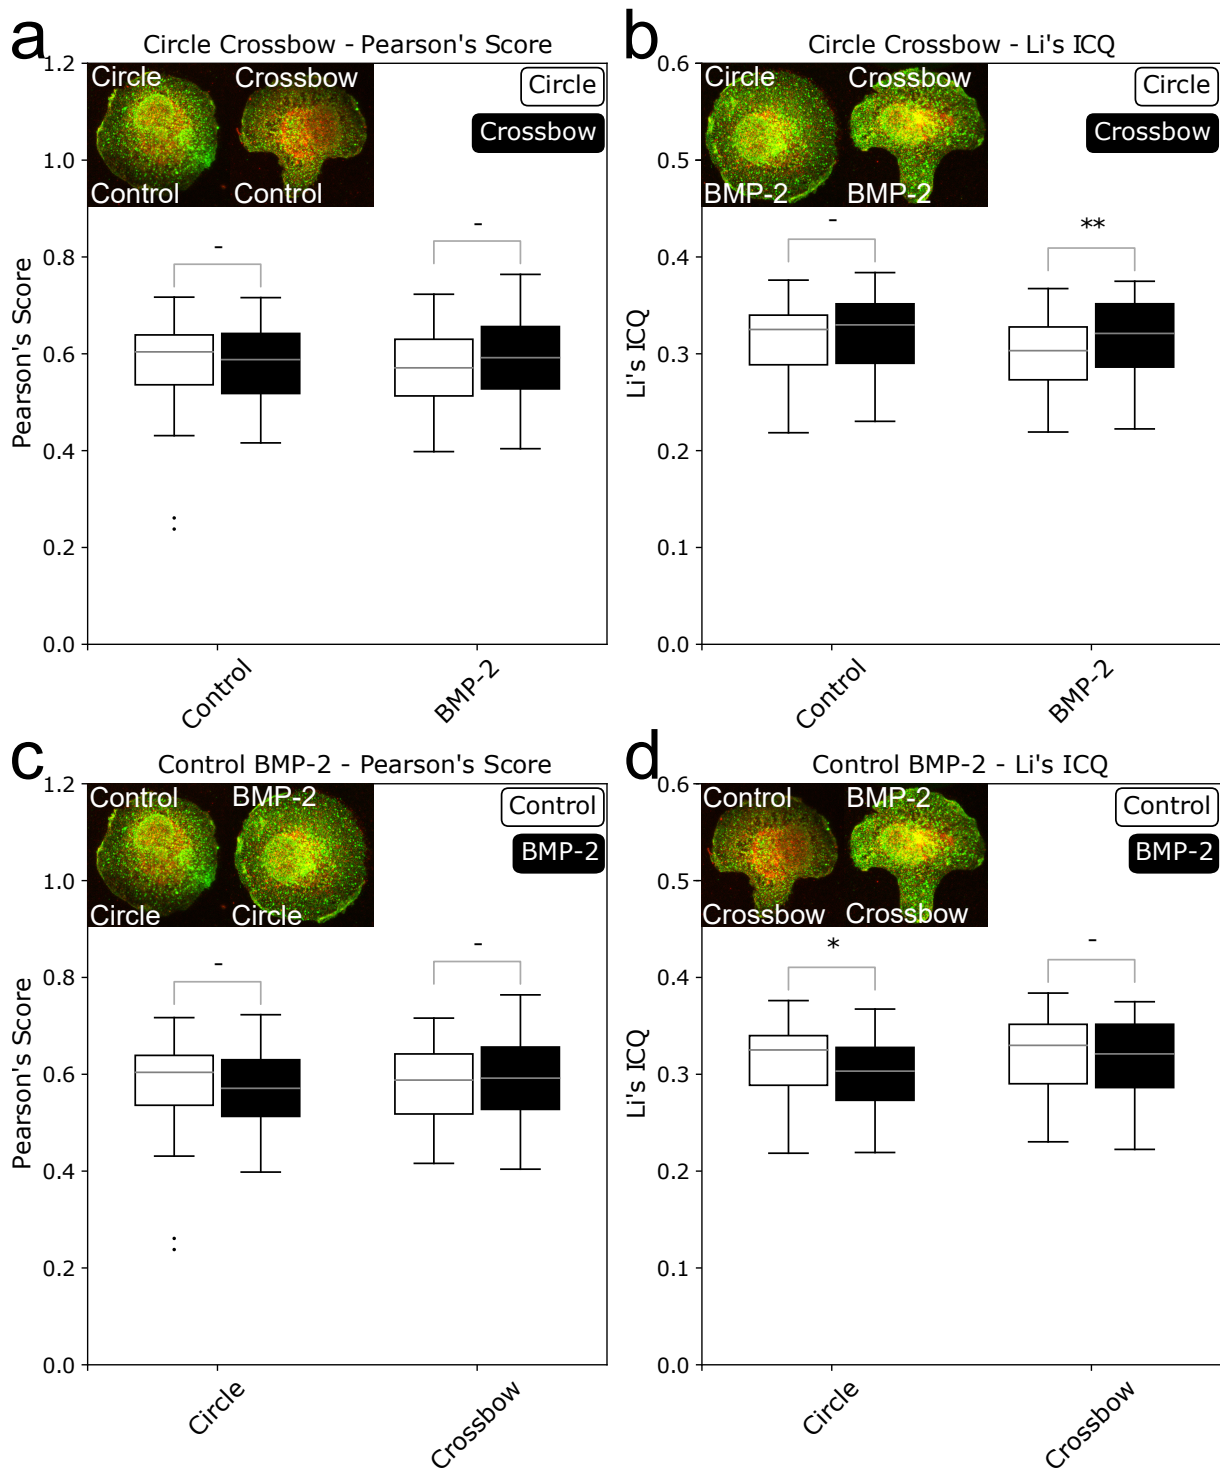 a
Circle Crossbow - Pearson's Score
1.2
1.0
0.8
0.6
0.4
0.2
0.0
Pearson's Score
Circle
Crossbow
Control
Control
Circle
Crossbow
-
-
Control
BMP-2
b
Circle Crossbow - Li's ICQ
0.6
0.5
0.4
0.3
0.2
0.1
0.0
Li's ICQ
Circle
Crossbow
BMP-2
BMP-2
Circle
Crossbow
-
**
Control
BMP-2
c
Control BMP-2 - Pearson's Score
1.2
1.0
0.8
0.6
0.4
0.2
0.0
Pearson's Score
Control
BMP-2
Circle
Circle
Control
BMP-2
-
-
Circle
Crossbow
d
Control BMP-2 - Li's ICQ
0.6
0.5
0.4
0.3
0.2
0.1
0.0
Li's ICQ
Control
BMP-2
Crossbow
Crossbow
Control
BMP-2
*
-
Circle
Crossbow